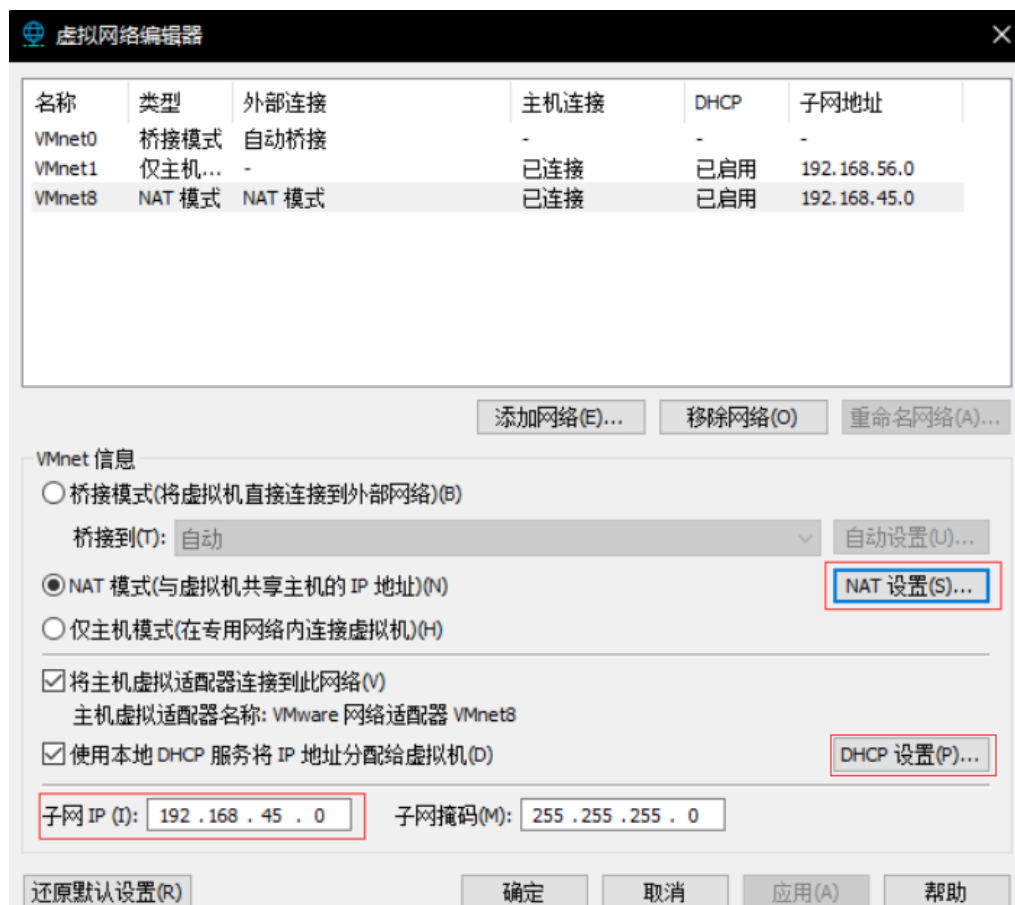 虚拟网络编辑器
名称 类型 外部连接 主机连接 DHCP 子网地址
VMnet0 桥接模式 自动桥接 - - -
VMnet1 仅主机... - 已连接 已启用 192.168.56.0
VMnet8 NAT 模式 NAT 模式 已连接 已启用 192.168.45.0
添加网络(E)... 移除网络(O) 重命名网络(A)...
VMnet 信息
桥接模式(将虚拟机直接连接到外部网络)(B)
桥接到(T): 自动 自动设置(U)...
NAT 模式(与虚拟机共享主机的 IP 地址)(N) NAT 设置(S)...
仅主机模式(在专用网络内连接虚拟机)(H)
将主机虚拟适配器连接到此网络(V)
主机虚拟适配器名称: VMware 网络适配器 VMnet8
使用本地 DHCP 服务将 IP 地址分配给虚拟机(D) DHCP 设置(P)...
子网 IP (I): 192 . 168 . 45 . 0 子网掩码(M): 255 . 255 . 255 . 0
还原默认设置(R) 确定 取消 应用(A) 帮助